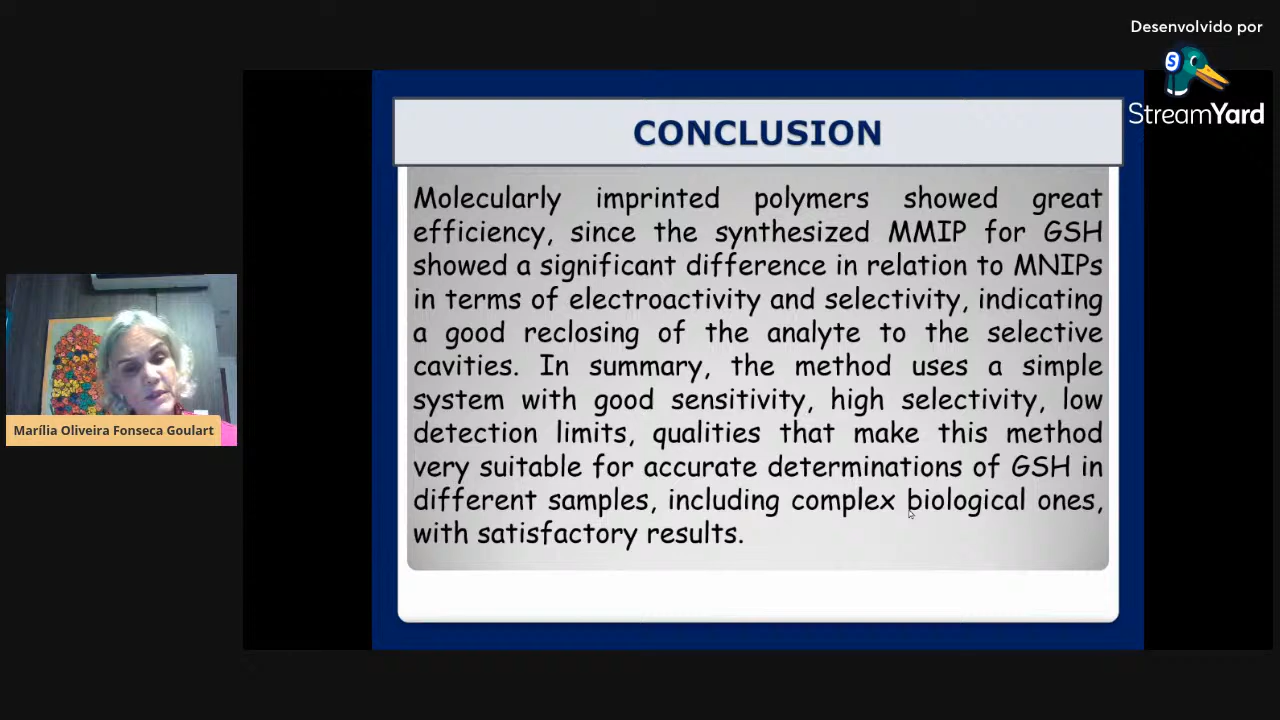 Desenvolvido por
S
StreamYard
CONCLUSION
Molecularly imprinted polymers showed great
efficiency, since the synthesized MMIP for GSH
showed a significant difference in relation to MNIPs
in terms of electroactivity and selectivity, indicating
a good reclosing of the analyte to the selective
cavities. In summary, the method uses a simple
system with good sensitivity, high selectivity, low
detection limits, qualities that make this method
very suitable for accurate determinations of GSH in
different samples, including complex biological ones,
with satisfactory results.
Marília Oliveira Fonseca Goulart